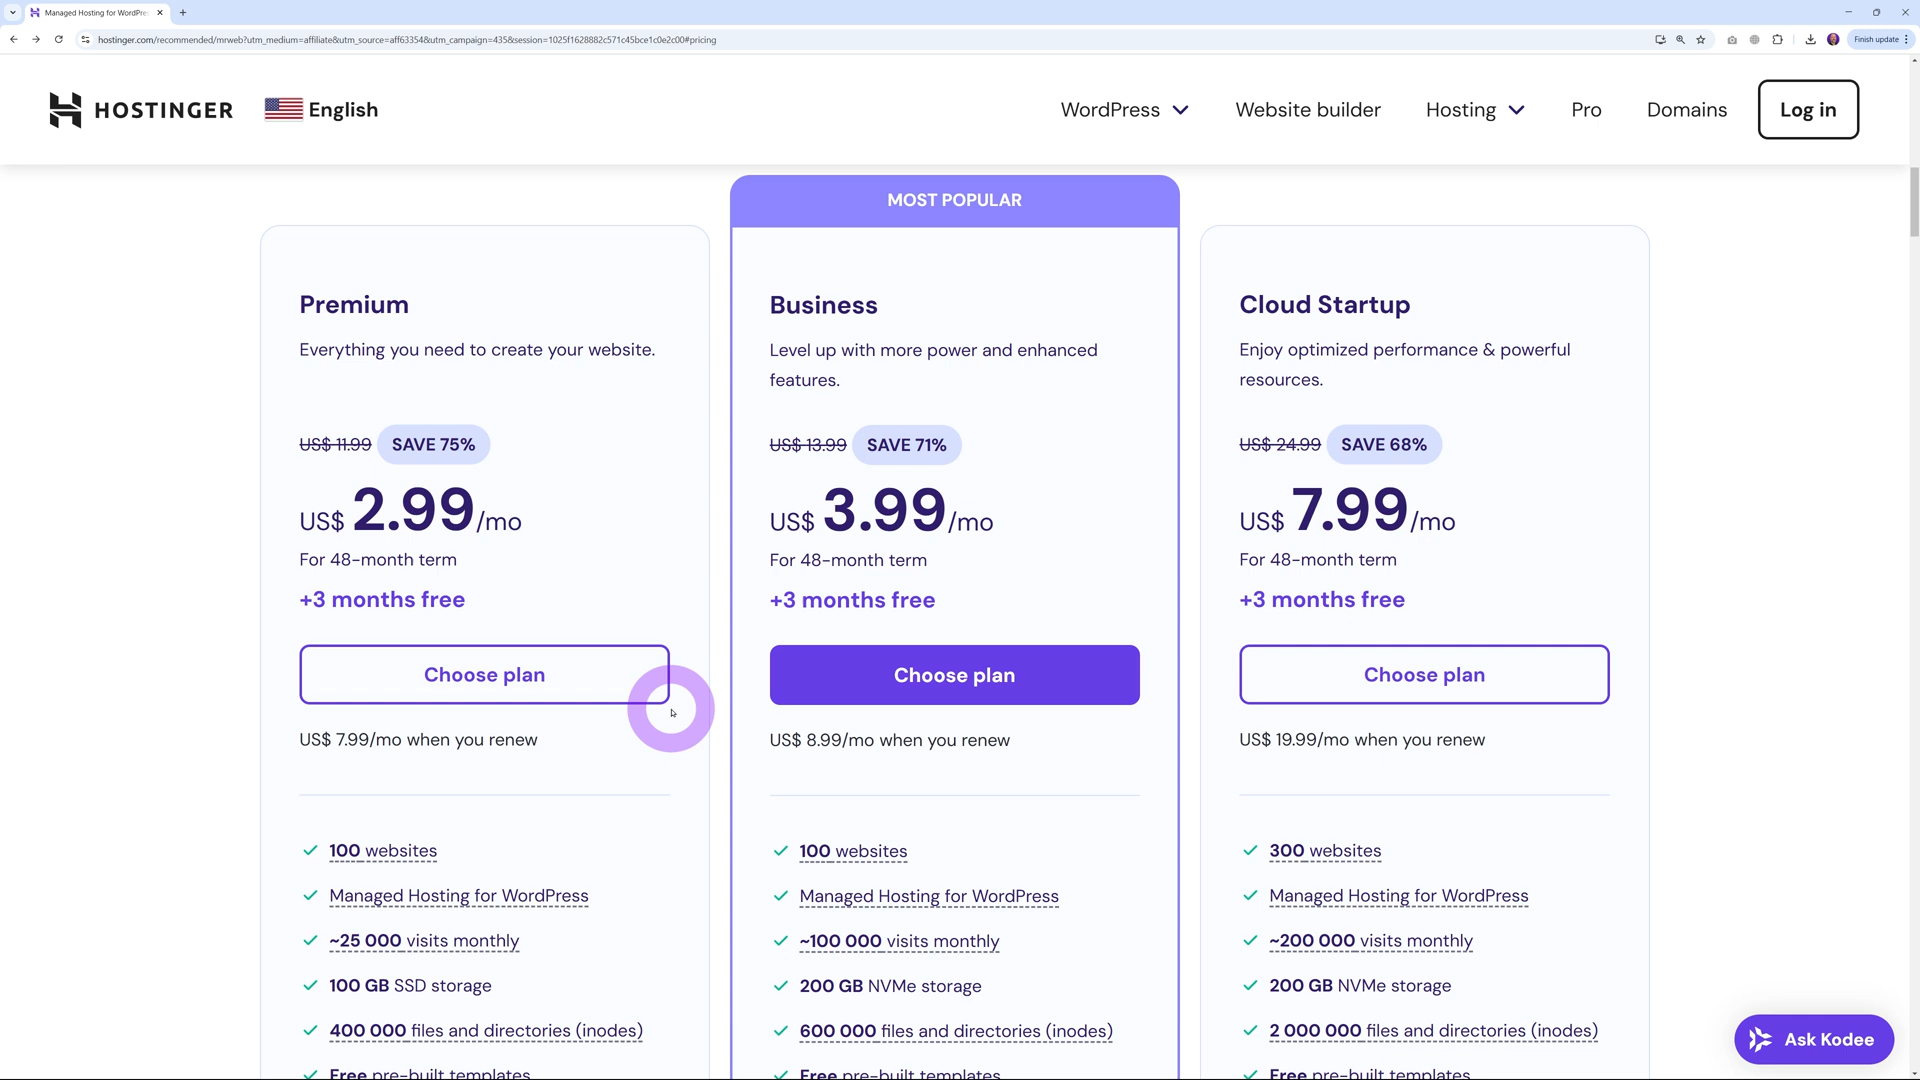 Managed Hosting for WordPre
hostinger.com/recommended/mrweb?utm_medium=affiliate&utm_source=aff63354&utm_campaign=435&session=1025f1628882c571c45bce1c0e2c00#pricing
Finish update
HOSTINGER
English
WordPress
Website builder
Hosting
Pro
Domains
Log in
MOST POPULAR
Premium
Everything you need to create your website.
US$ 11.99 SAVE 75%
US$ 2.99/mo
For 48-month term
+3 months free
Choose plan
US$ 7.99/mo when you renew
100 websites
Managed Hosting for WordPress
~25 000 visits monthly
100 GB SSD storage
400 000 files and directories (inodes)
Free pre-built templates
Business
Level up with more power and enhanced
features.
US$ 13.99 SAVE 71%
US$ 3.99/mo
For 48-month term
+3 months free
Choose plan
US$ 8.99/mo when you renew
100 websites
Managed Hosting for WordPress
~100 000 visits monthly
200 GB NVMe storage
600 000 files and directories (inodes)
Free pre-built templates
Cloud Startup
Enjoy optimized performance & powerful
resources.
US$ 24.99 SAVE 68%
US$ 7.99/mo
For 48-month term
+3 months free
Choose plan
US$ 19.99/mo when you renew
300 websites
Managed Hosting for WordPress
~200 000 visits monthly
200 GB NVMe storage
2 000 000 files and directories (inodes)
Free pre-built templates
Ask Kodee